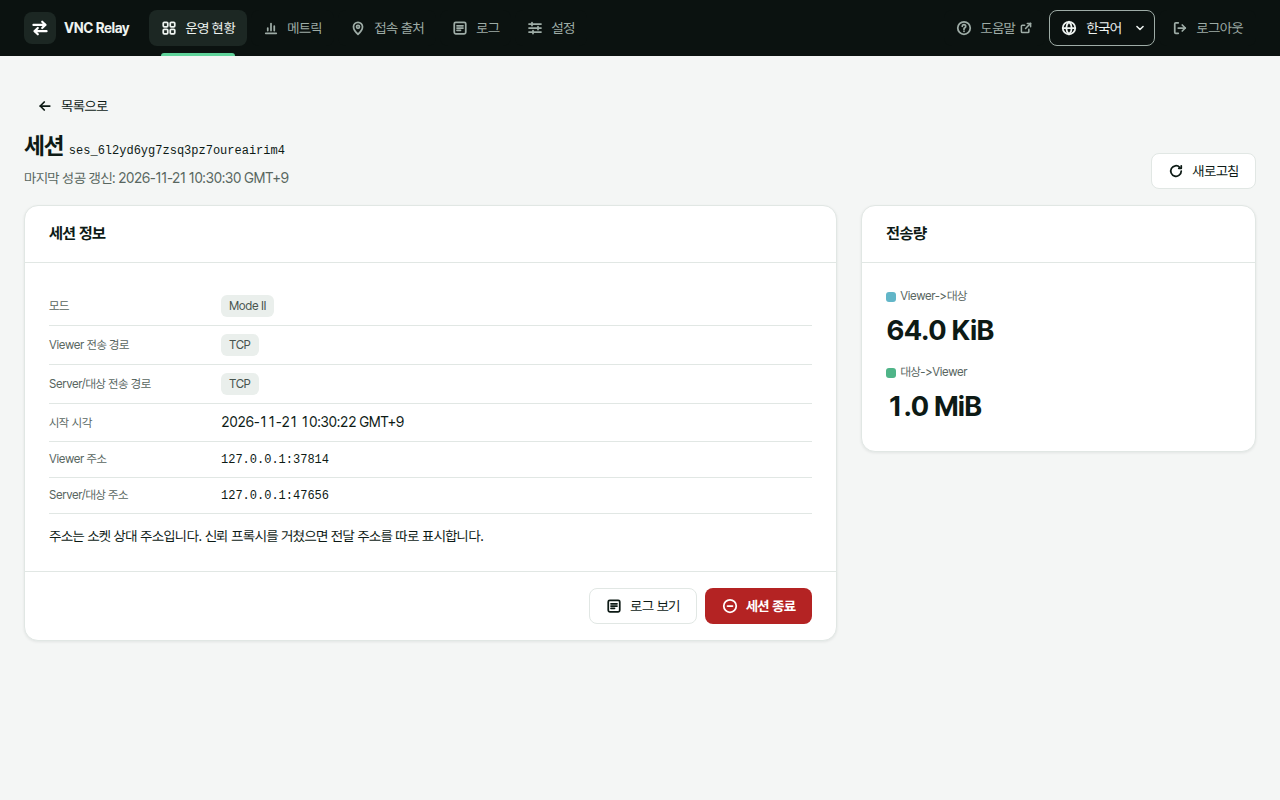 VNC Relay 운영 현황 메트릭 접속 출처 로그 설정 도움말 한국어 로그아웃
목록으로
세션 ses_6l2yd6yg7zsq3pz7oureairim4
마지막 성공 갱신: 2026-11-21 10:30:30 GMT+9
새로고침
세션 정보
모드 Mode II
Viewer 전송 경로 TCP
Server/대상 전송 경로 TCP
시작 시각 2026-11-21 10:30:22 GMT+9
Viewer 주소 127.0.0.1:37814
Server/대상 주소 127.0.0.1:47656
주소는 소켓 상대 주소입니다. 신뢰 프록시를 거쳤으면 전달 주소를 따로 표시합니다.
로그 보기 세션 종료
전송량
Viewer->대상
64.0 KiB
대상->Viewer
1.0 MiB